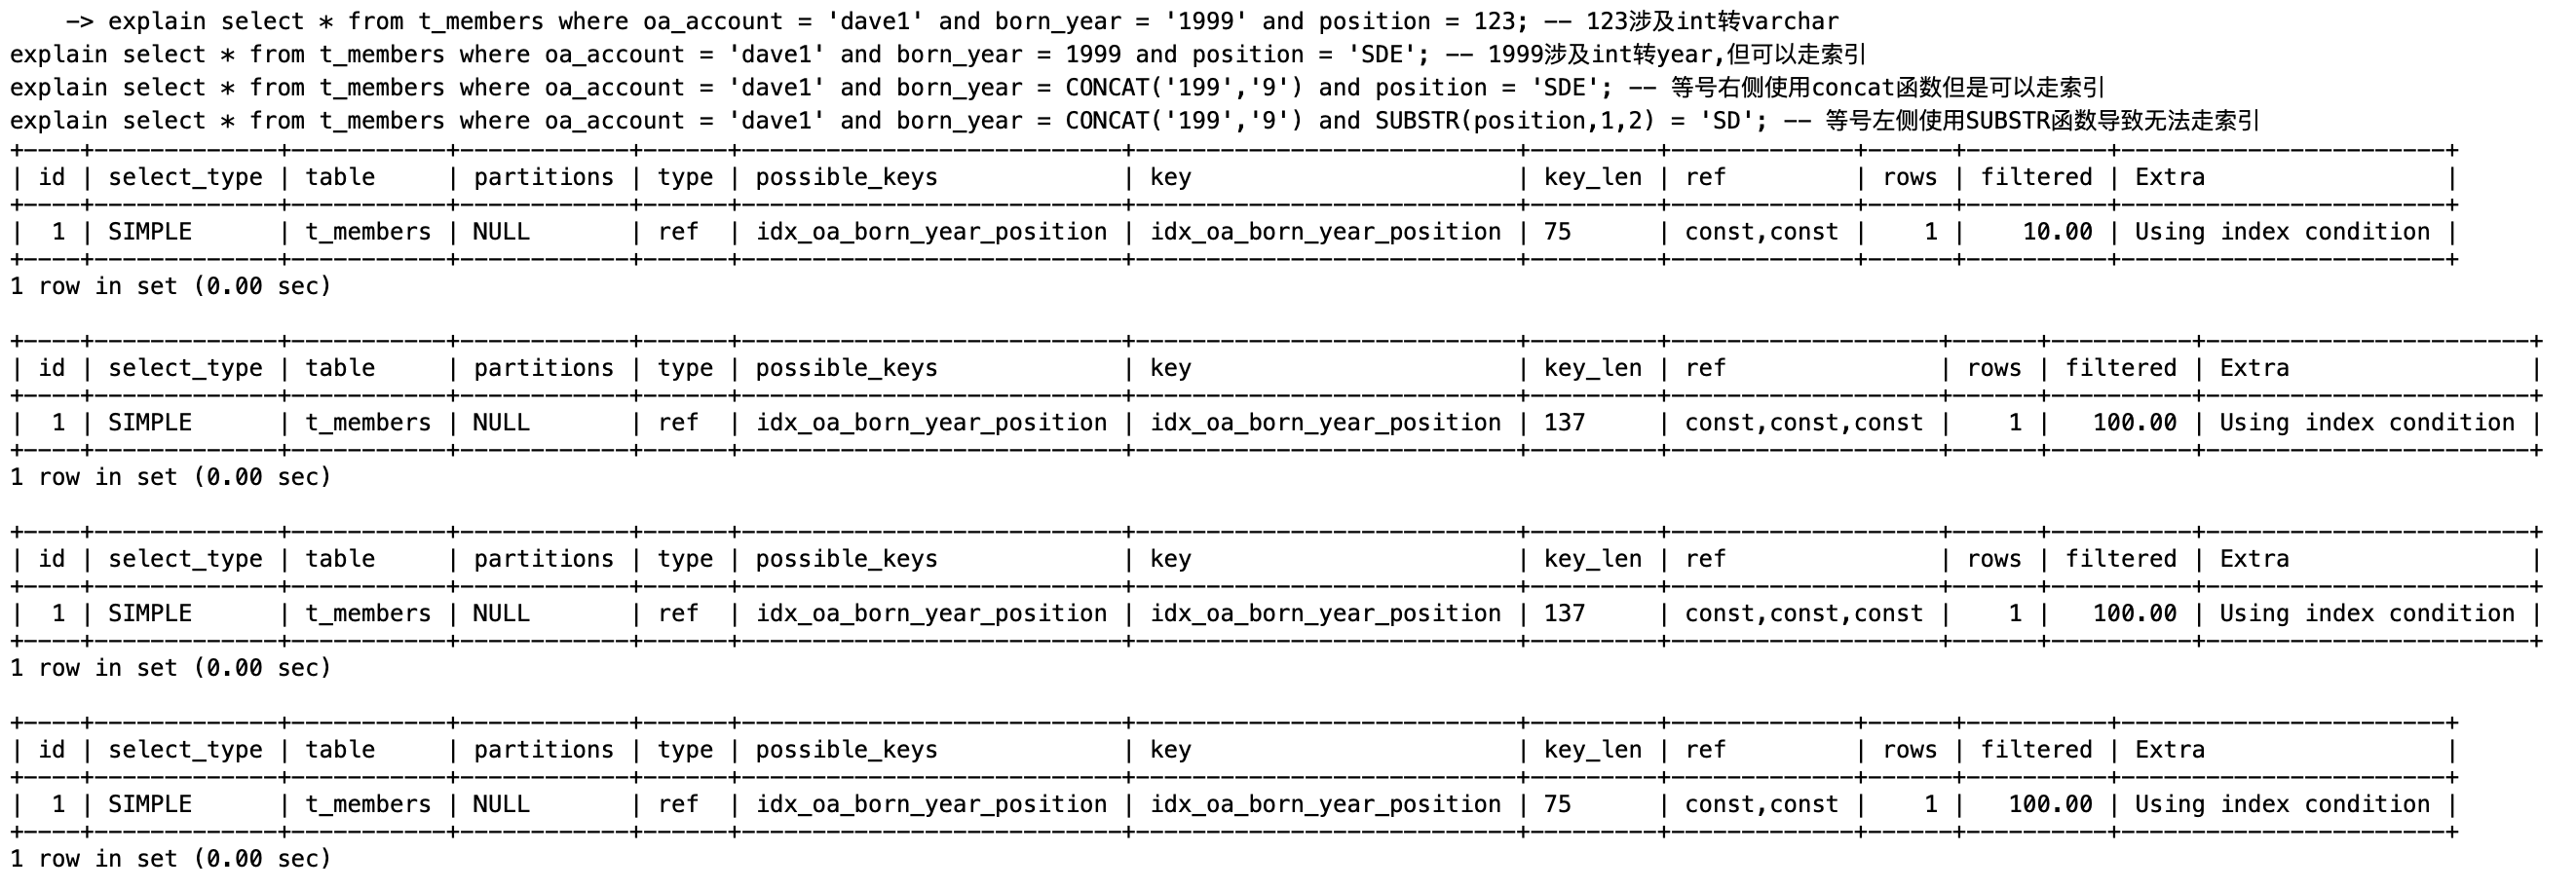 -> explain select * from t_members where oa_account = 'dave1' and born_year = '1999' and position = 123; -- 123涉及int转varchar
explain select * from t_members where oa_account = 'dave1' and born_year = 1999 and position = 'SDE'; -- 1999涉及int转year,但可以走索引
explain select * from t_members where oa_account = 'dave1' and born_year = CONCAT('199','9') and position = 'SDE'; -- 等号右侧使用concat函数但是可以走索引
explain select * from t_members where oa_account = 'dave1' and born_year = CONCAT('199','9') and SUBSTR(position,1,2) = 'SD'; -- 等号左侧使用SUBSTR函数导致无法走索引
+----+-------------+-----------+------------+------+---------------------------+---------------------------+---------+-------------+------+----------+-----------------------+
| id | select_type | table     | partitions | type | possible_keys             | key                       | key_len | ref         | rows | filtered | Extra                 |
+----+-------------+-----------+------------+------+---------------------------+---------------------------+---------+-------------+------+----------+-----------------------+
|  1 | SIMPLE      | t_members | NULL       | ref  | idx_oa_born_year_position | idx_oa_born_year_position | 75      | const,const |    1 |    10.00 | Using index condition |
+----+-------------+-----------+------------+------+---------------------------+---------------------------+---------+-------------+------+----------+-----------------------+
1 row in set (0.00 sec)

+----+-------------+-----------+------------+------+---------------------------+---------------------------+---------+-------------------+------+----------+-----------------------+
| id | select_type | table     | partitions | type | possible_keys             | key                       | key_len | ref               | rows | filtered | Extra                 |
+----+-------------+-----------+------------+------+---------------------------+---------------------------+---------+-------------------+------+----------+-----------------------+
|  1 | SIMPLE      | t_members | NULL       | ref  | idx_oa_born_year_position | idx_oa_born_year_position | 137     | const,const,const |    1 |   100.00 | Using index condition |
+----+-------------+-----------+------------+------+---------------------------+---------------------------+---------+-------------------+------+----------+-----------------------+
1 row in set (0.00 sec)

+----+-------------+-----------+------------+------+---------------------------+---------------------------+---------+-------------------+------+----------+-----------------------+
| id | select_type | table     | partitions | type | possible_keys             | key                       | key_len | ref               | rows | filtered | Extra                 |
+----+-------------+-----------+------------+------+---------------------------+---------------------------+---------+-------------------+------+----------+-----------------------+
|  1 | SIMPLE      | t_members | NULL       | ref  | idx_oa_born_year_position | idx_oa_born_year_position | 137     | const,const,const |    1 |   100.00 | Using index condition |
+----+-------------+-----------+------------+------+---------------------------+---------------------------+---------+-------------------+------+----------+-----------------------+
1 row in set (0.00 sec)

+----+-------------+-----------+------------+------+---------------------------+---------------------------+---------+-------------+------+----------+-----------------------+
| id | select_type | table     | partitions | type | possible_keys             | key                       | key_len | ref         | rows | filtered | Extra                 |
+----+-------------+-----------+------------+------+---------------------------+---------------------------+---------+-------------+------+----------+-----------------------+
|  1 | SIMPLE      | t_members | NULL       | ref  | idx_oa_born_year_position | idx_oa_born_year_position | 75      | const,const |    1 |   100.00 | Using index condition |
+----+-------------+-----------+------------+------+---------------------------+---------------------------+---------+-------------+------+----------+-----------------------+
1 row in set (0.00 sec)